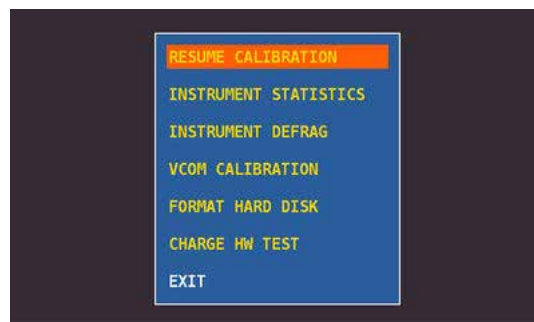 RESUME CALIBRATION
INSTRUMENT STATISTICS
INSTRUMENT DEFRAG
VCOM CALIBRATION
FORMAT HARD DISK
CHARGE HW TEST
EXIT